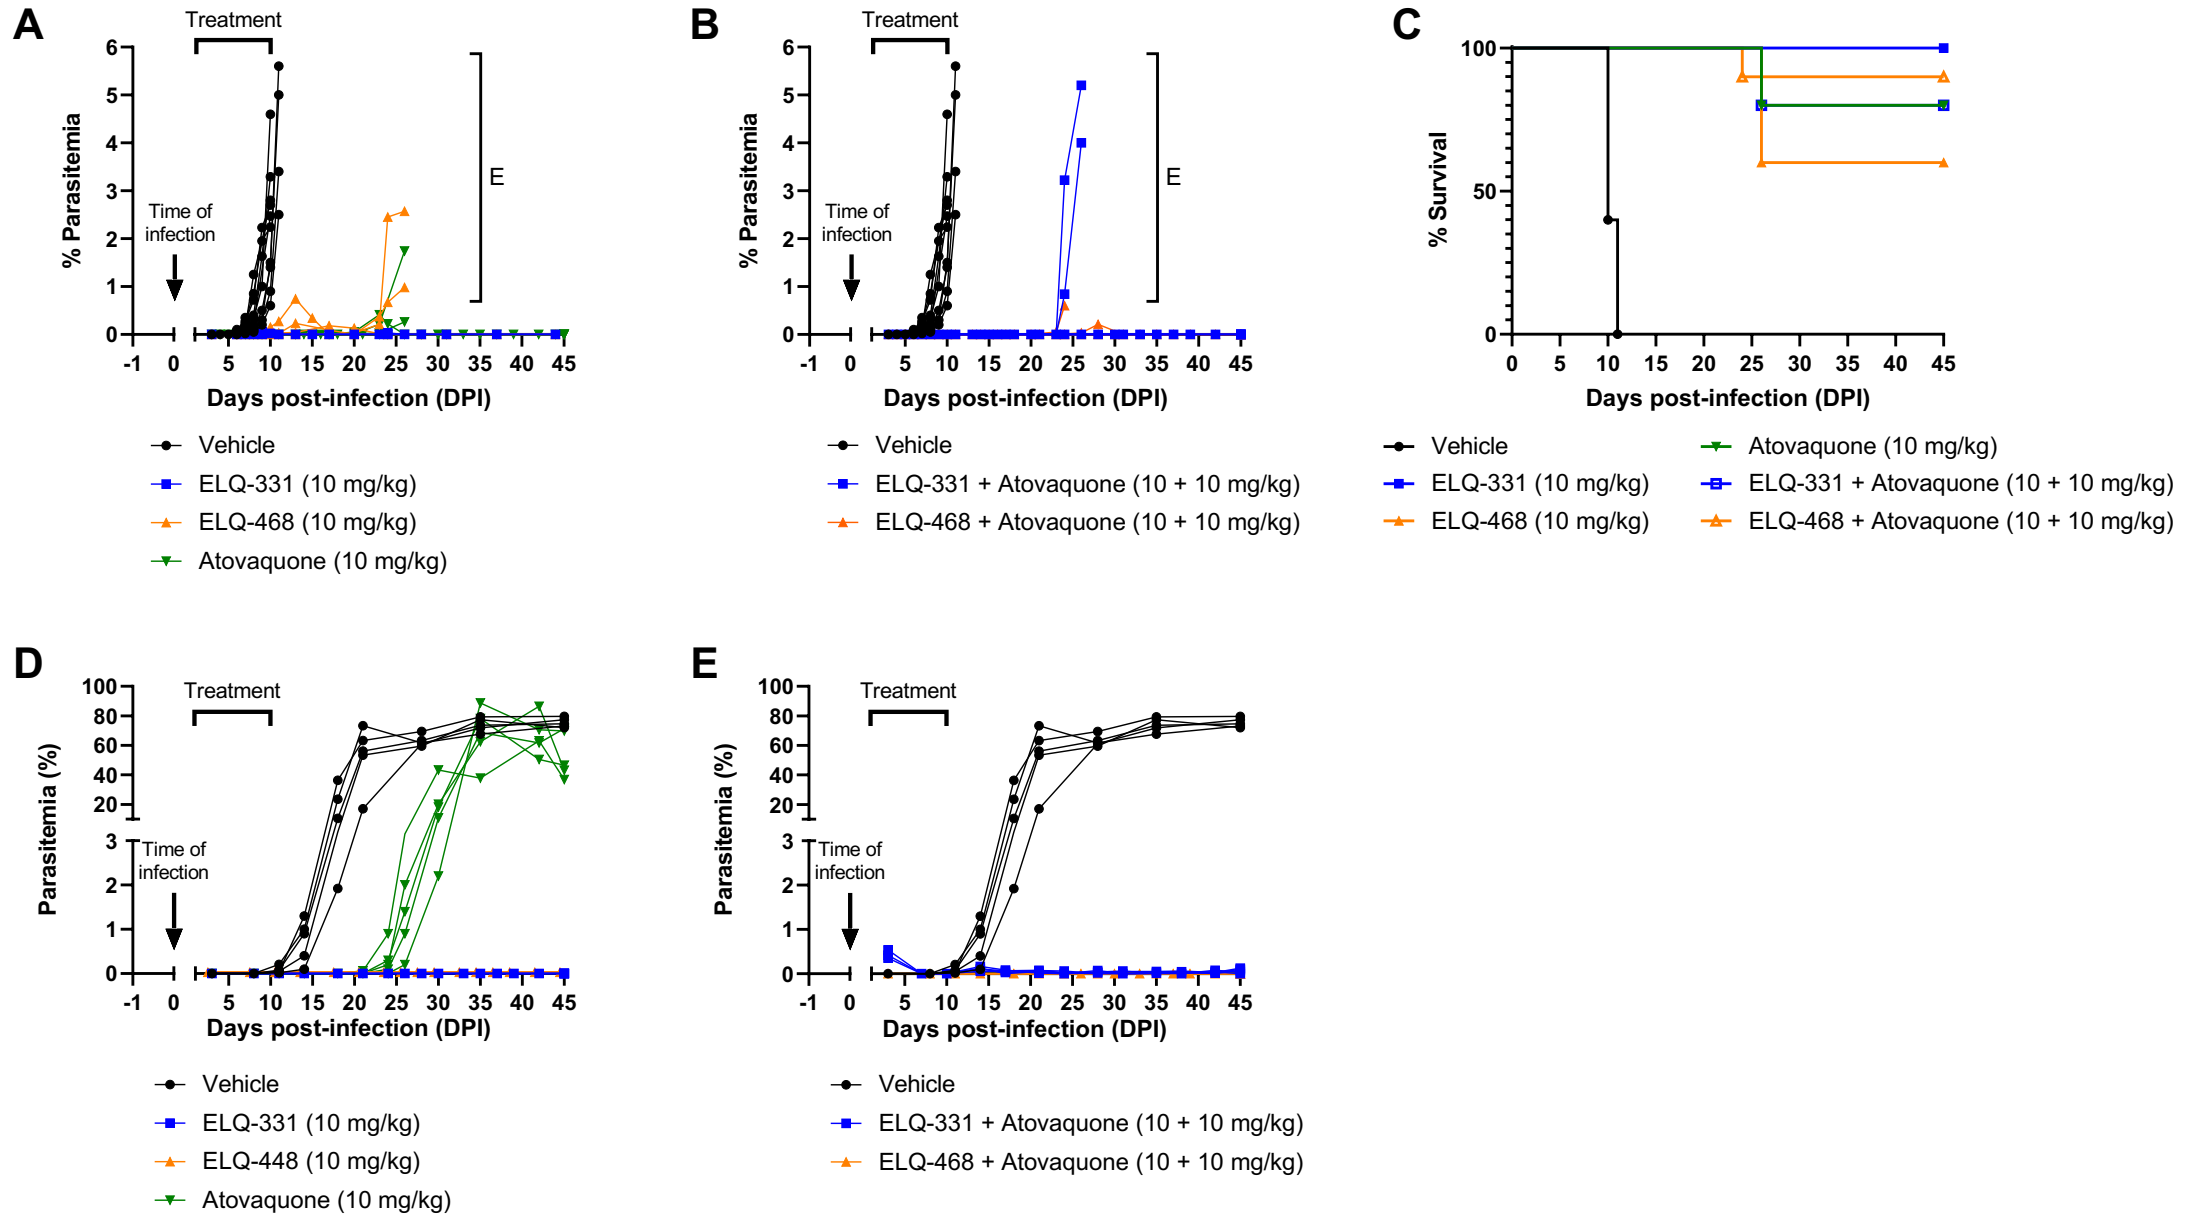 A
Treatment
% Parasitemia
6
5
4
3
2
1
0
Time of
infection
E
-1 0 5 10 15 20 25 30 35 40 45
Days post-infection (DPI)
Vehicle
ELQ-331 (10 mg/kg)
ELQ-468 (10 mg/kg)
Atovaquone (10 mg/kg)
B
Treatment
% Parasitemia
6
5
4
3
2
1
0
Time of
infection
E
-1 0 5 10 15 20 25 30 35 40 45
Days post-infection (DPI)
Vehicle
ELQ-331 + Atovaquone (10 + 10 mg/kg)
ELQ-468 + Atovaquone (10 + 10 mg/kg)
C
% Survival
100
50
0
0 5 10 15 20 25 30 35 40 45
Days post-infection (DPI)
Vehicle
ELQ-331 (10 mg/kg)
ELQ-468 (10 mg/kg)
Atovaquone (10 mg/kg)
ELQ-331 + Atovaquone (10 + 10 mg/kg)
ELQ-468 + Atovaquone (10 + 10 mg/kg)
D
Treatment
Parasitemia (%)
100
80
60
40
20
3
2
1
0
Time of
infection
-1 0 5 10 15 20 25 30 35 40 45
Days post-infection (DPI)
Vehicle
ELQ-331 (10 mg/kg)
ELQ-448 (10 mg/kg)
Atovaquone (10 mg/kg)
E
Treatment
Parasitemia (%)
100
80
60
40
20
3
2
1
0
Time of
infection
-1 0 5 10 15 20 25 30 35 40 45
Days post-infection (DPI)
Vehicle
ELQ-331 + Atovaquone (10 + 10 mg/kg)
ELQ-468 + Atovaquone (10 + 10 mg/kg)